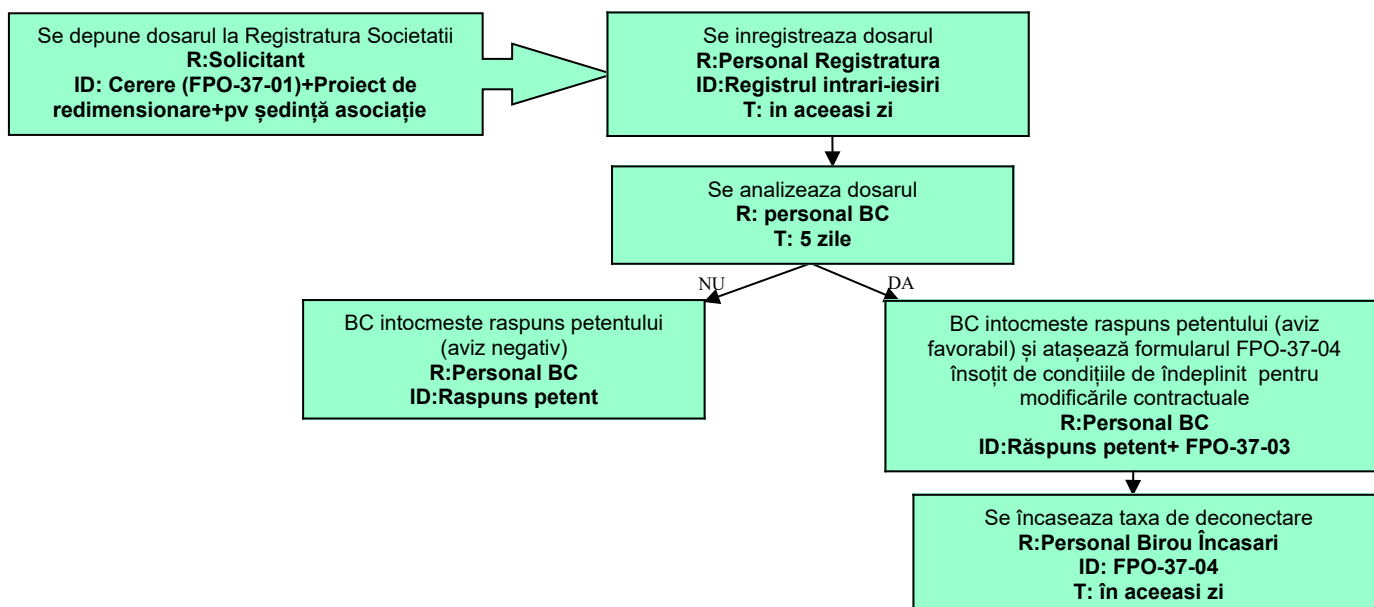 Se depune dosarul la Registratura Societatii
R:Solicitant
ID: Cerere (FPO-37-01)+Proiect de
redimensionare+pv ședință asociație
Se inregistreaza dosarul
R:Personal Registratura
ID:Registrul intrari-iesiri
T: in aceeasi zi
Se analizeaza dosarul
R: personal BC
T: 5 zile
NU
DA
BC intocmeste raspuns petentului
(aviz negativ)
R:Personal BC
ID:Raspuns petent
BC intocmeste raspuns petentului (aviz
favorabil) și atașează formularul FPO-37-04
însoțit de condițiile de îndeplinit pentru
modificările contractuale
R:Personal BC
ID:Răspuns petent+ FPO-37-03
Se încaseaza taxa de deconectare
R:Personal Birou Încasari
ID: FPO-37-04
T: în aceeasi zi